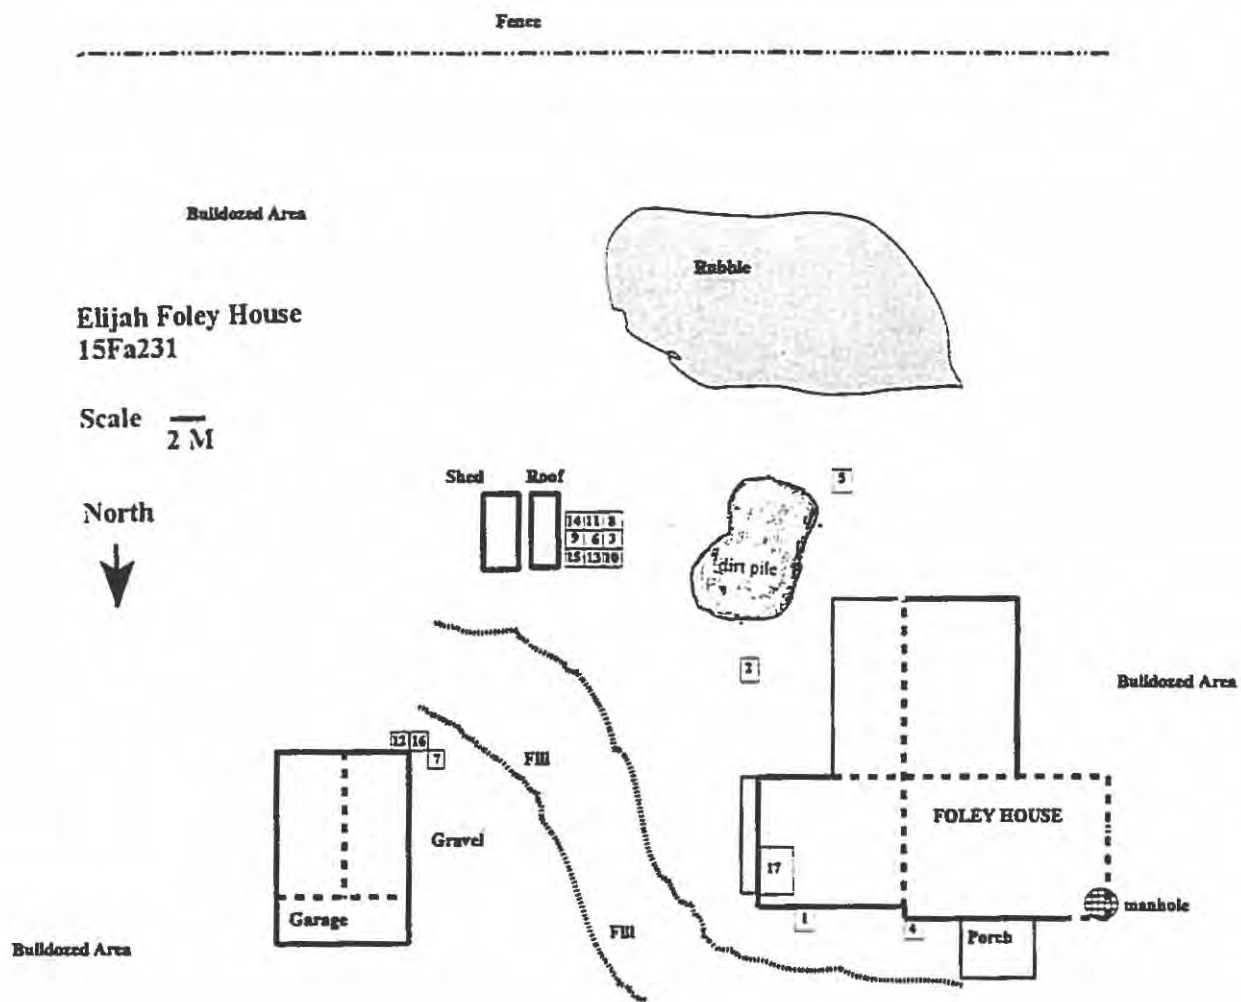 Fence
Bulldozed Area
Rubble
Elijah Foley House
15Fa231
Scale
2 M
North
Shed
Roof
5
14 11 8
9 6 3
15 13 10
dirt pile
2
Bulldozed Area
12 16
7
Fill
Gravel
FOLEY HOUSE
17
Garage
1
4
manhole
Fill
Porch
Bulldozed Area